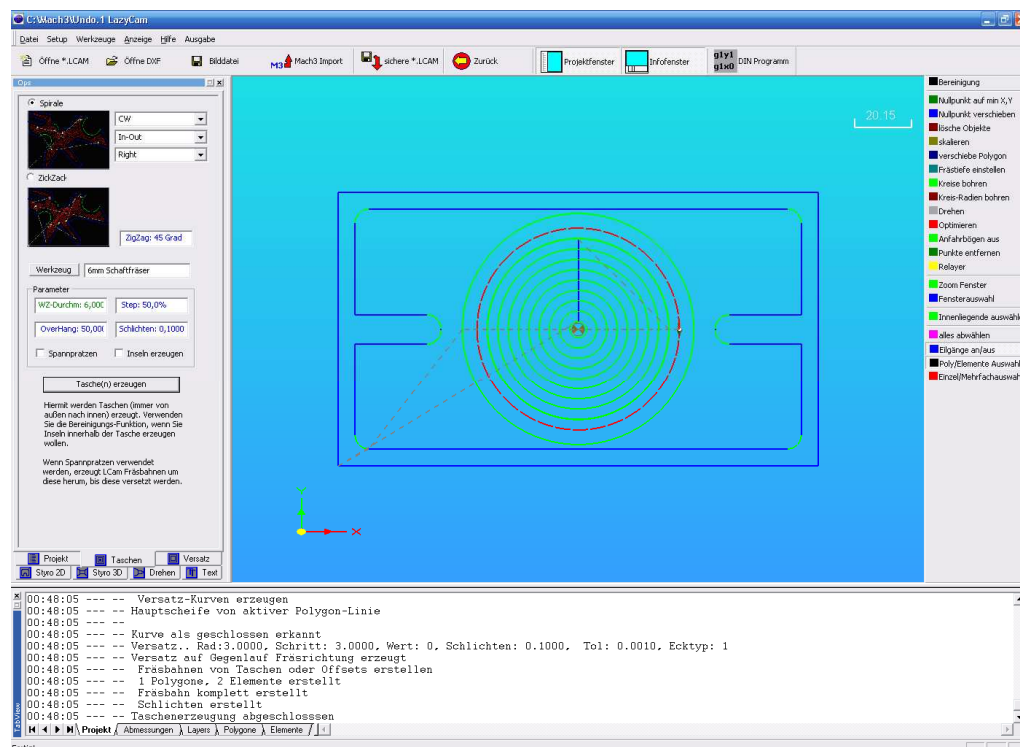 C:\Mach3\Undo.1 LazyCam
Datei Setup Werkzeuge Anzeige Hilfe Ausgabe
Öffne *.LCAM Öffne DXF Bilddatei M3 Mach3 Import sichere *.LCAM Zurück Projektfenster Infofenster g1y1 g1x0 DIN Programm
Ops
Spirale
CW
In-Out
Right
ZickZack
ZigZag: 45 Grad
Werkzeug 6mm Schaftfräser
Parameter
WZ-Durchm: 6,000 Step: 50,0%
OverHang: 50,000 Schlichten: 0,1000
Spannpratzen Inseln erzeugen
Tasche(n) erzeugen
Hiermit werden Taschen (immer von
außen nach innen) erzeugt. Verwenden
Sie die Bereinigungs-Funktion, wenn Sie
Inseln innerhalb der Tasche erzeugen
wollen.
Wenn Spannpratzen verwendet
werden, erzeugt LCam Fräsbahnen um
diese herum, bis diese versetzt werden.
Projekt Taschen Versatz
Styro 2D Styro 3D Drehen Text
20.15
X
Bereinigung
Nullpunkt auf min X,Y
Nullpunkt verschieben
lösche Objekte
skalieren
verschiebe Polygon
Frästiefe einstellen
Kreise bohren
Kreis-Radien bohren
Drehen
Optimieren
Anfahrbögen aus
Punkte entfernen
Relayer
Zoom Fenster
Fensterauswahl
Innenliegende auswähle
alles abwählen
Eilgänge an/aus
Poly/Elemente Auswahl
Einzel/Mehrfachauswahl
00:48:05 --- -- Versatz-Kurven erzeugen
00:48:05 --- -- Hauptscheife von aktiver Polygon-Linie
00:48:05 --- --
00:48:05 --- -- Kurve als geschlossen erkannt
00:48:05 --- -- Versatz.. Rad:3.0000, Schritt: 3.0000, Wert: 0, Schlichten: 0.1000, Tol: 0.0010, Ecktyp: 1
00:48:05 --- -- Versatz auf Gegenlauf Fräsrichtung erzeugt
00:48:05 --- -- Fräsbahnen von Taschen oder Offsets erstellen
00:48:05 --- -- 1 Polygone, 2 Elemente erstellt
00:48:05 --- -- Fräsbahn komplett erstellt
00:48:05 --- -- Schlichten erstellt
00:48:05 --- -- Taschenerzeugung abgeschlosssen
TabView
Projekt Abmessungen Layers Polygone Elemente